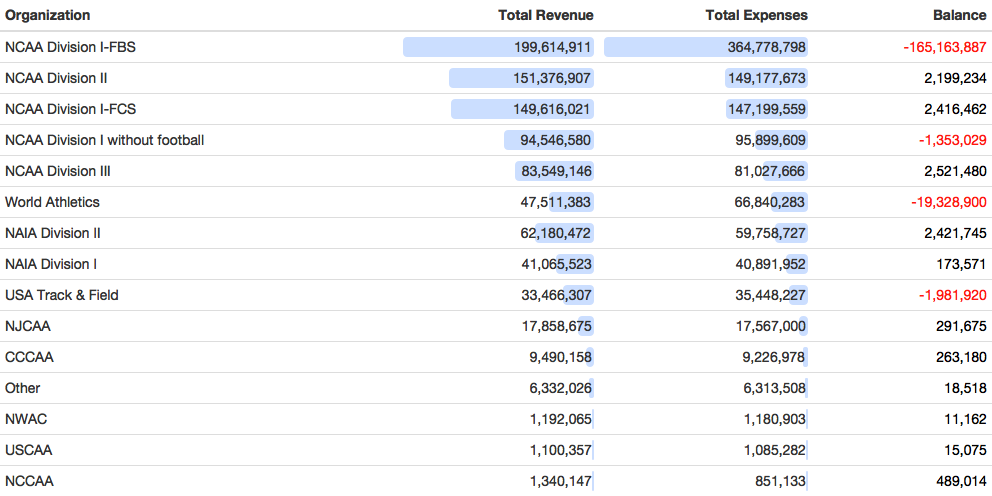 Organization Total Revenue Total Expenses Balance
NCAA Division I-FBS 199,614,911 364,778,798 -165,163,887
NCAA Division II 151,376,907 149,177,673 2,199,234
NCAA Division I-FCS 149,616,021 147,199,559 2,416,462
NCAA Division I without football 94,546,580 95,899,609 -1,353,029
NCAA Division III 83,549,146 81,027,666 2,521,480
World Athletics 47,511,383 66,840,283 -19,328,900
NAIA Division II 62,180,472 59,758,727 2,421,745
NAIA Division I 41,065,523 40,891,952 173,571
USA Track & Field 33,466,307 35,448,227 -1,981,920
NJCAA 17,858,675 17,567,000 291,675
CCCAA 9,490,158 9,226,978 263,180
Other 6,332,026 6,313,508 18,518
NWAC 1,192,065 1,180,903 11,162
USCAA 1,100,357 1,085,282 15,075
NCCAA 1,340,147 851,133 489,014